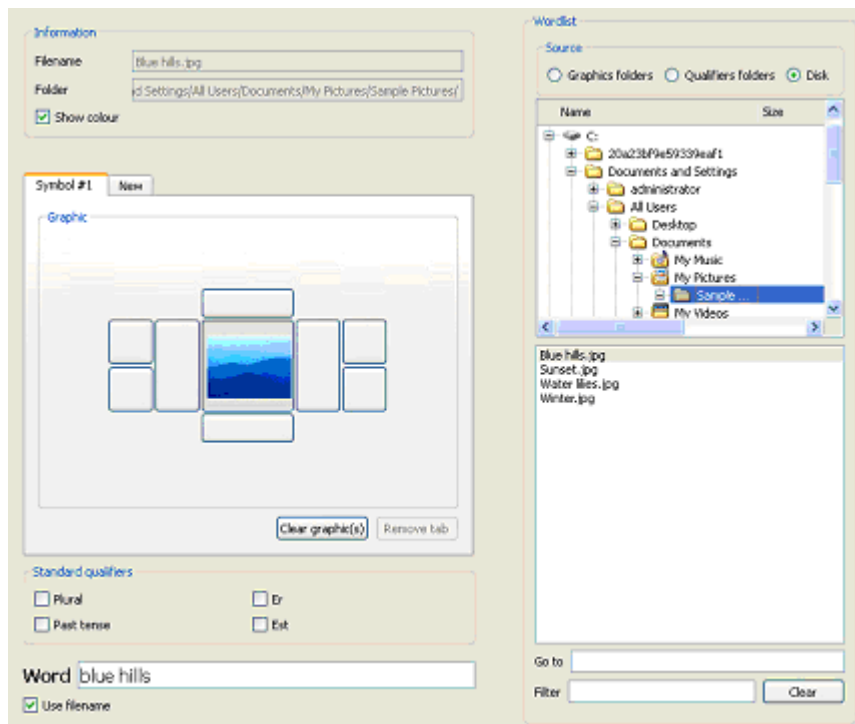 Information
Filename
Blue hills.jpg
Folder
d Settings/All Users/Documents/My Pictures/Sample Pictures/
Show colour
Symbol #1
New
Graphic
Clear graphic(s)
Remove tab
Standard qualifiers
Plural
Er
Past tense
Est
Word blue hills
Use filename
Wordlist
Source
Graphics folders
Qualifiers folders
Disk
Name
Size
C:
20a23bf9e59339eaf1
Documents and Settings
administrator
All Users
Desktop
Documents
My Music
My Pictures
Sample ...
My Videos
Blue hills.jpg
Sunset.jpg
Water lilies.jpg
Winter.jpg
Go to
Filter
Clear